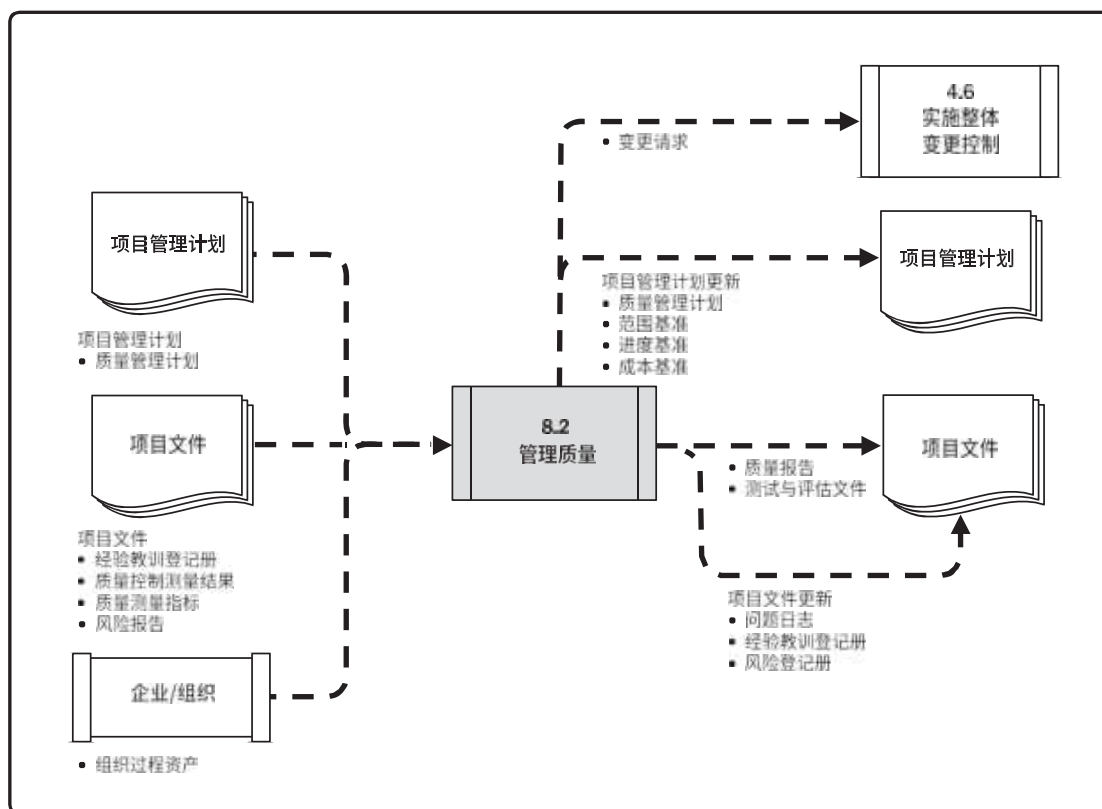 4.6
实施整体
变更控制
• 变更请求
项目管理计划
项目管理计划
• 质量管理计划
项目管理计划
项目管理计划更新
• 质量管理计划
• 范围基准
• 进度基准
• 成本基准
项目文件
项目文件
• 经验教训登记册
• 质量控制测量结果
• 质量测量指标
• 风险报告
8.2
管理质量
项目文件
• 质量报告
• 测试与评估文件
项目文件更新
• 问题日志
• 经验教训登记册
• 风险登记册
企业/组织
• 组织过程资产